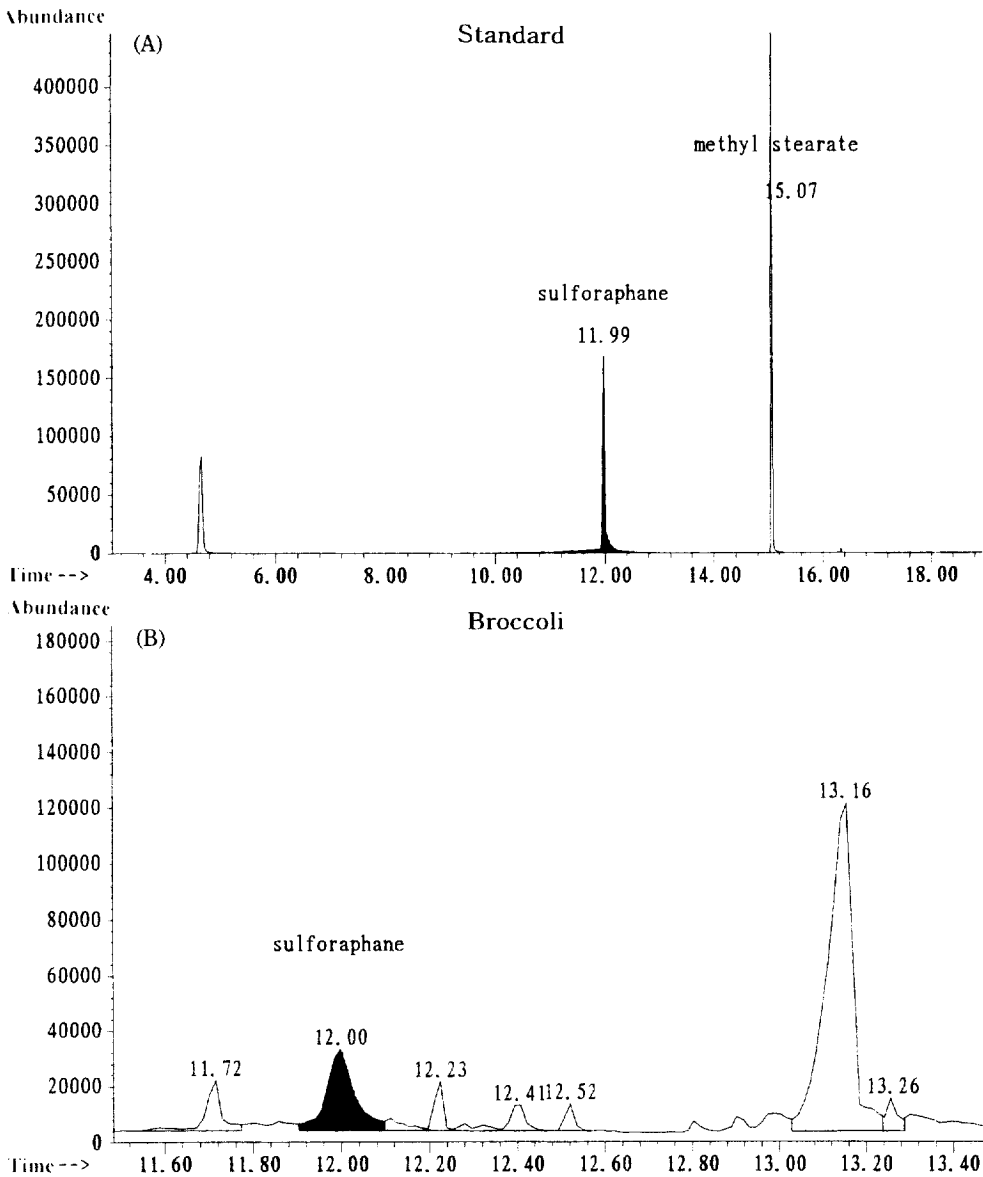 Abundance
(A)
Standard
400000
350000
300000
250000
200000
150000
100000
50000
0
methyl stearate
15.07
sulforaphane
11.99
Time -->
4.00 6.00 8.00 10.00 12.00 14.00 16.00 18.00
Abundance
(B)
Broccoli
180000
160000
140000
120000
100000
80000
60000
40000
20000
0
13.16
sulforaphane
12.00
11.72
12.23
12.41
12.52
13.26
Time -->
11.60 11.80 12.00 12.20 12.40 12.60 12.80 13.00 13.20 13.40